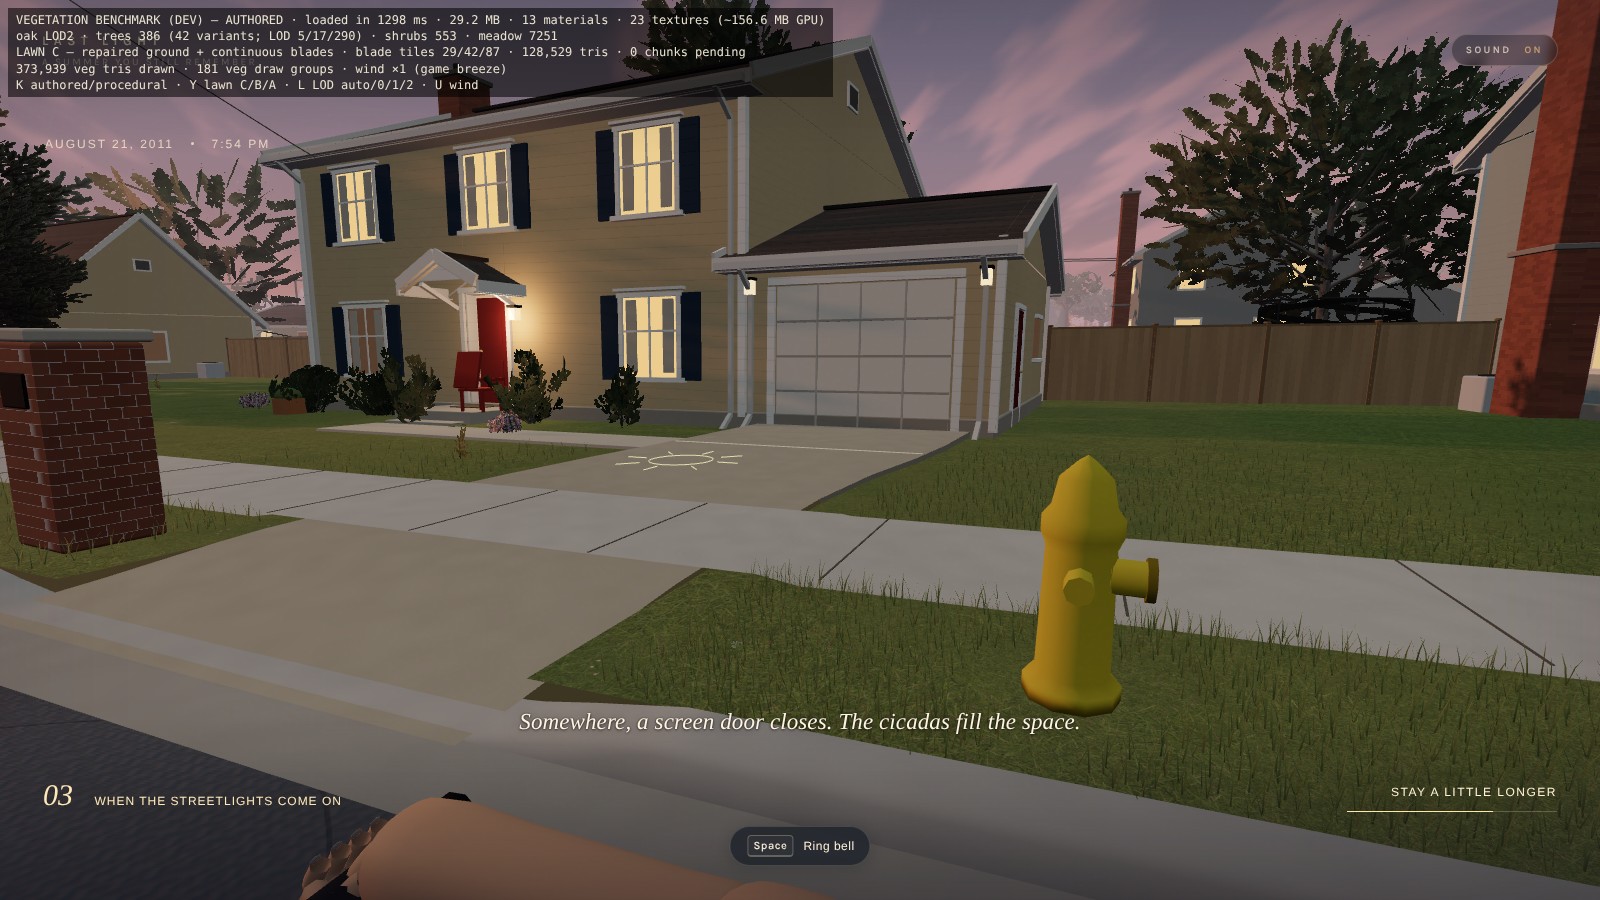 VEGETATION BENCHMARK (DEV) — AUTHORED · loaded in 1298 ms · 29.2 MB · 13 materials · 23 textures (~156.6 MB GPU)
oak LOD2 · trees 386 (42 variants; LOD 5/17/290) · shrubs 553 · meadow 7251
LAST LIGHT
LAWN C — repaired ground + continuous blades · blade tiles 29/42/87 · 128,529 tris · 0 chunks pending
373,939 veg tris drawn · 181 veg draw groups · wind ×1 (game breeze)
K authored/procedural · Y lawn C/B/A · L LOD auto/0/1/2 · U wind
SOUND ON
AUGUST 21, 2011 • 7:54 PM
Somewhere, a screen door closes. The cicadas fill the space.
03 WHEN THE STREETLIGHTS COME ON
STAY A LITTLE LONGER
Space Ring bell